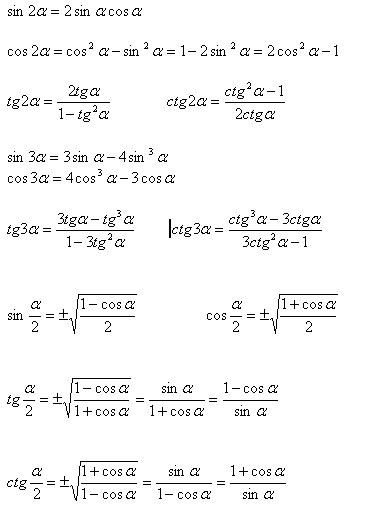 sin 2α = 2 sin α cos α
cos 2α = cos² α − sin² α = 1 − 2 sin² α = 2 cos² α − 1
tg2α = 2tgα / (1 − tg²α)    ctg2α = (ctg²α − 1) / 2ctgα
sin 3α = 3 sin α − 4 sin³ α
cos 3α = 4 cos³ α − 3 cos α
tg3α = (3tgα − tg³α) / (1 − 3tg²α)    ctg3α = (ctg³α − 3ctgα) / (3ctg²α − 1)
sin α/2 = ±√((1 − cos α) / 2)    cos α/2 = ±√((1 + cos α) / 2)
tg α/2 = ±√((1 − cos α) / (1 + cos α)) = sin α / (1 + cos α) = (1 − cos α) / sin α
ctg α/2 = ±√((1 + cos α) / (1 − cos α)) = sin α / (1 − cos α) = (1 + cos α) / sin α